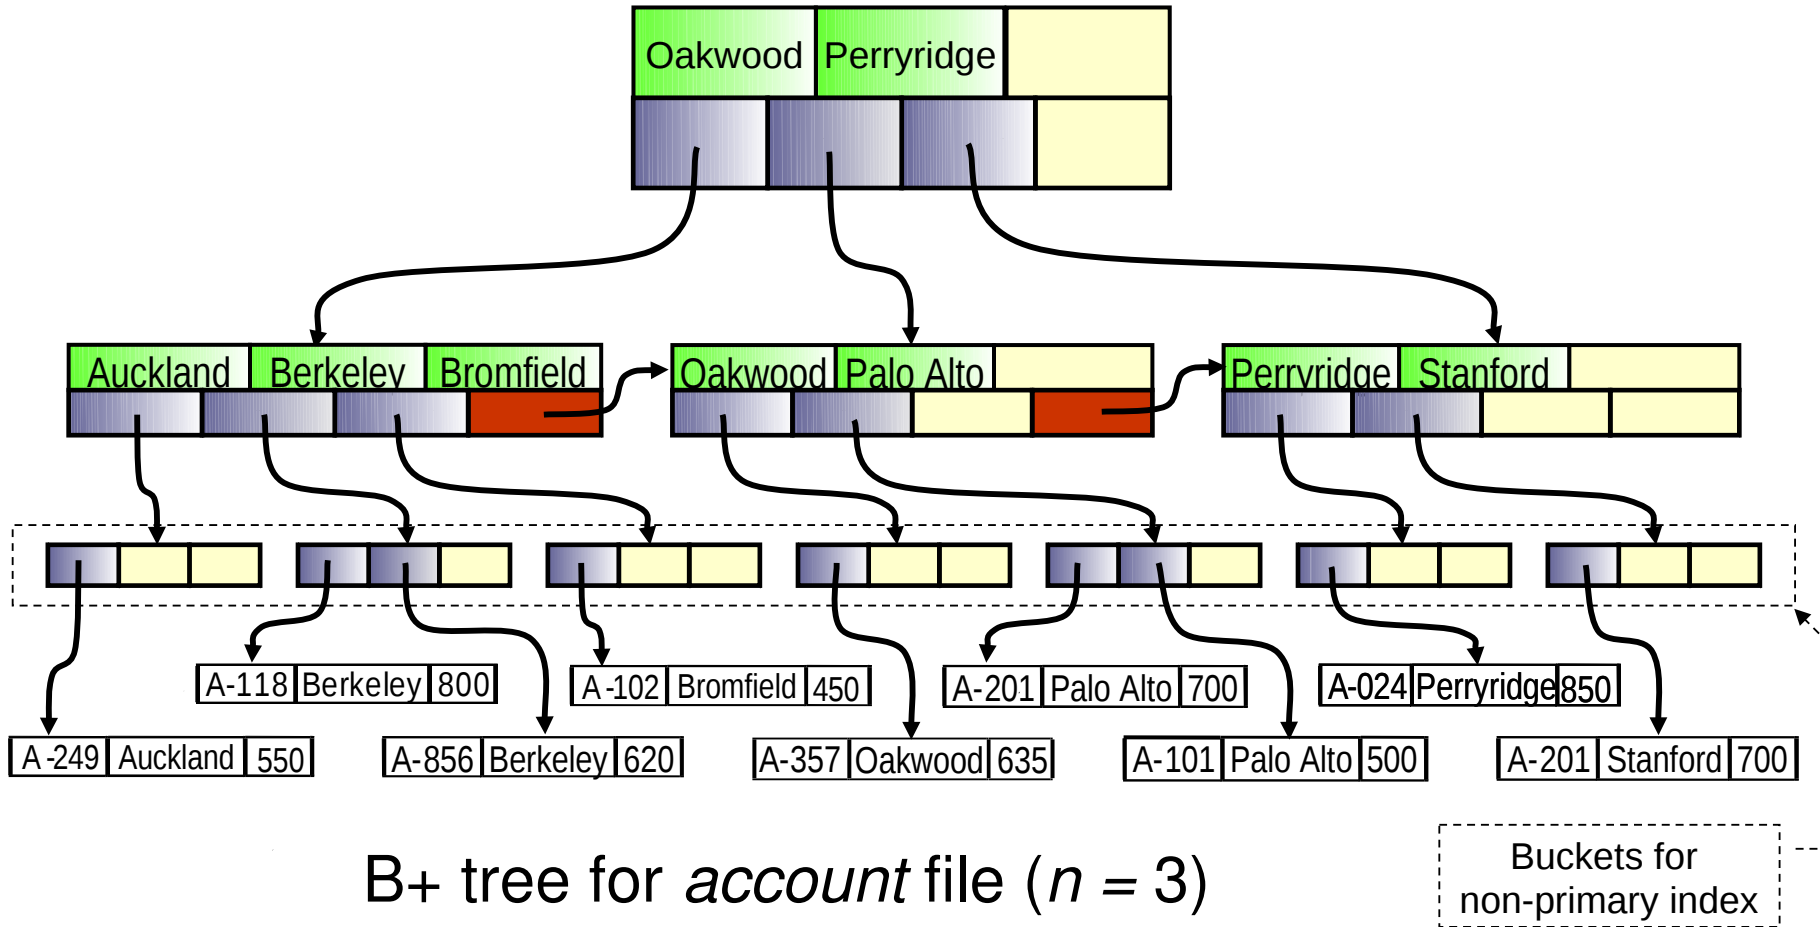 Oakwood Perryridge
Auckland Berkeley Bromfield Oakwood Palo Alto Perryridge Stanford
A-118 Berkeley 800 A-102 Bromfield 450 A-201 Palo Alto 700 A-024 Perryridge 850
A-249 Auckland 550 A-856 Berkeley 620 A-357 Oakwood 635 A-101 Palo Alto 500 A-201 Stanford 700
B+ tree for account file (n = 3)
Buckets for
non-primary index